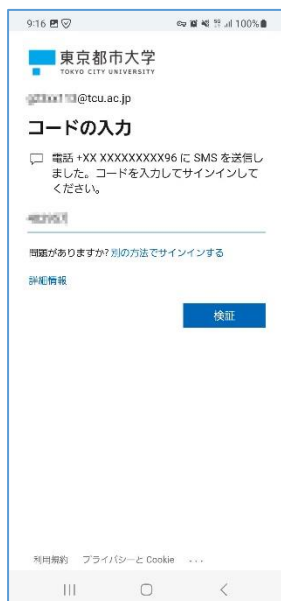 9:16
100%
東京都市大学
TOKYO CITY UNIVERSITY
@tcu.ac.jp
コードの入力
電話 +XX XXXXXXXXX96 に SMS を送信し
ました。コードを入力してサインインして
ください。
問題がありますか? 別の方法でサインインする
詳細情報
検証
利用規約 プライバシーと Cookie ...